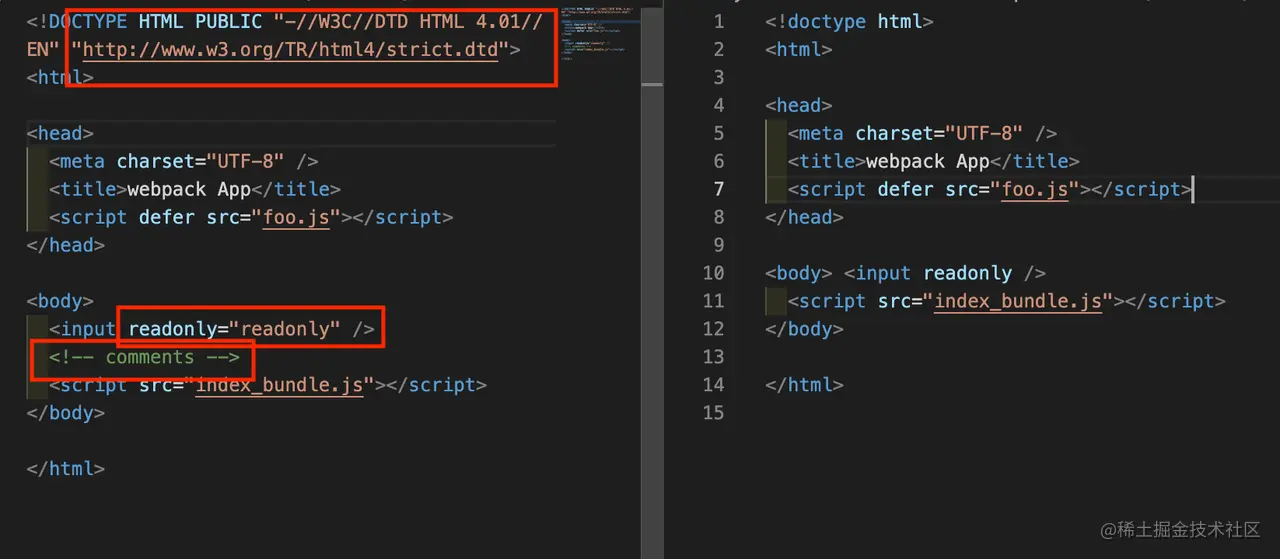 <!DOCTYPE HTML PUBLIC "-//W3C//DTD HTML 4.01//
EN" "http://www.w3.org/TR/html4/strict.dtd">
<html>
<head>
<meta charset="UTF-8" />
<title>webpack App</title>
<script defer src="foo.js"></script>
</head>
<body>
<input readonly="readonly" />
<!-- comments -->
<script src="index_bundle.js"></script>
</body>
</html>
1 <!doctype html>
2 <html>
3
4 <head>
5 <meta charset="UTF-8" />
6 <title>webpack App</title>
7 <script defer src="foo.js"></script>
8 </head>
9
10 <body> <input readonly />
11 <script src="index_bundle.js"></script>
12 </body>
13
14 </html>
15
@稀土掘金技术社区